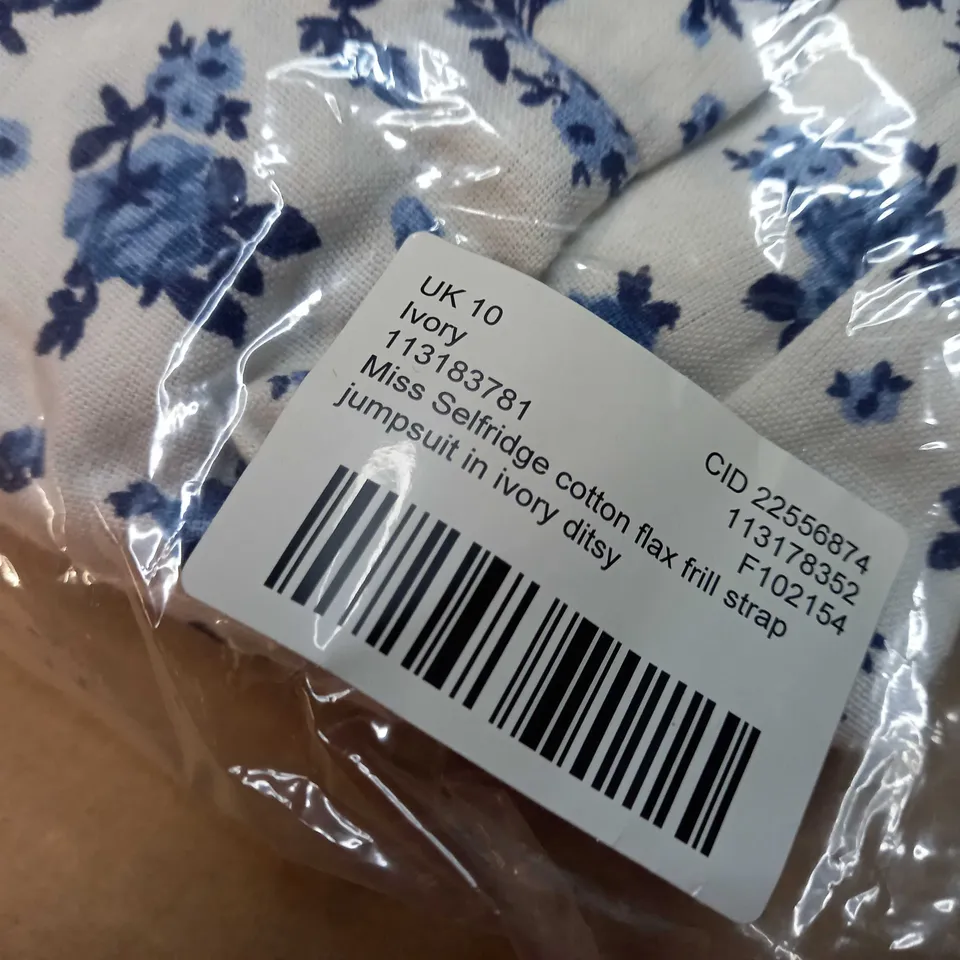 UK 10
Ivory
113183781
Miss Selfridge cotton flax frill strap
jumpsuit in ivory ditsy
CID 22556874
113178352
F102154